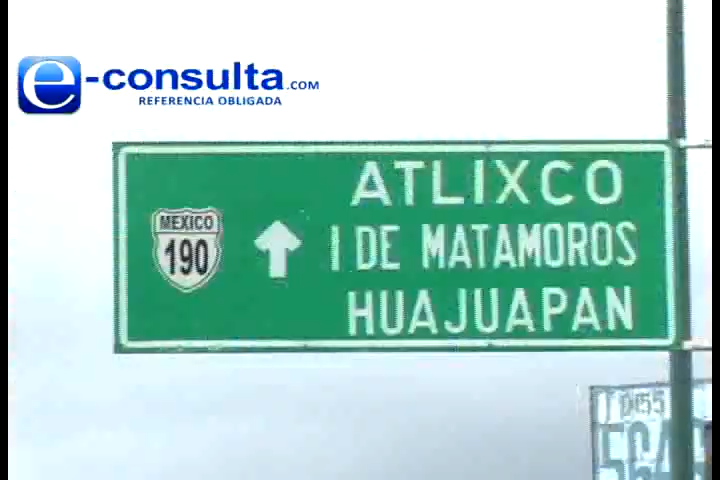 e-consulta.COM
REFERENCIA OBLIGADA
ATLIXCO
MEXICO
190
I DE MATAMOROS
HUAJUAPAN